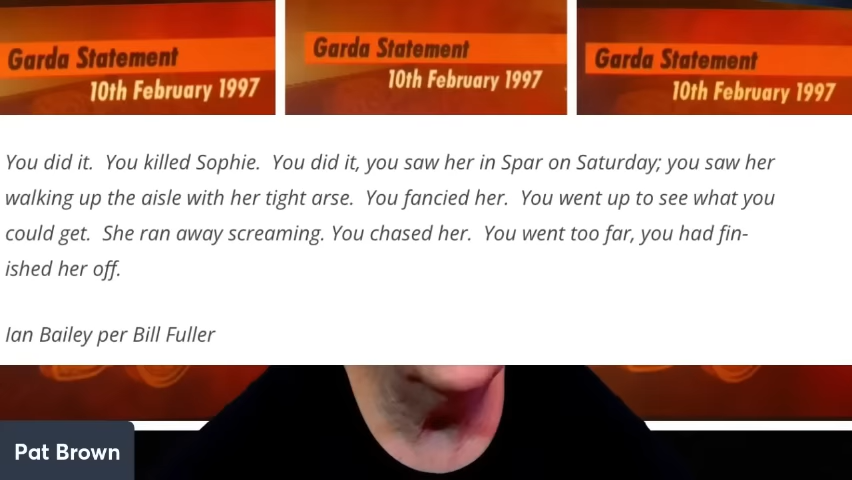 Garda Statement
10th February 1997
Garda Statement
10th February 1997
Garda Statement
10th February 1997
You did it. You killed Sophie. You did it, you saw her in Spar on Saturday; you saw her
walking up the aisle with her tight arse. You fancied her. You went up to see what you
could get. She ran away screaming. You chased her. You went too far, you had fin-
ished her off.
Ian Bailey per Bill Fuller
Pat Brown